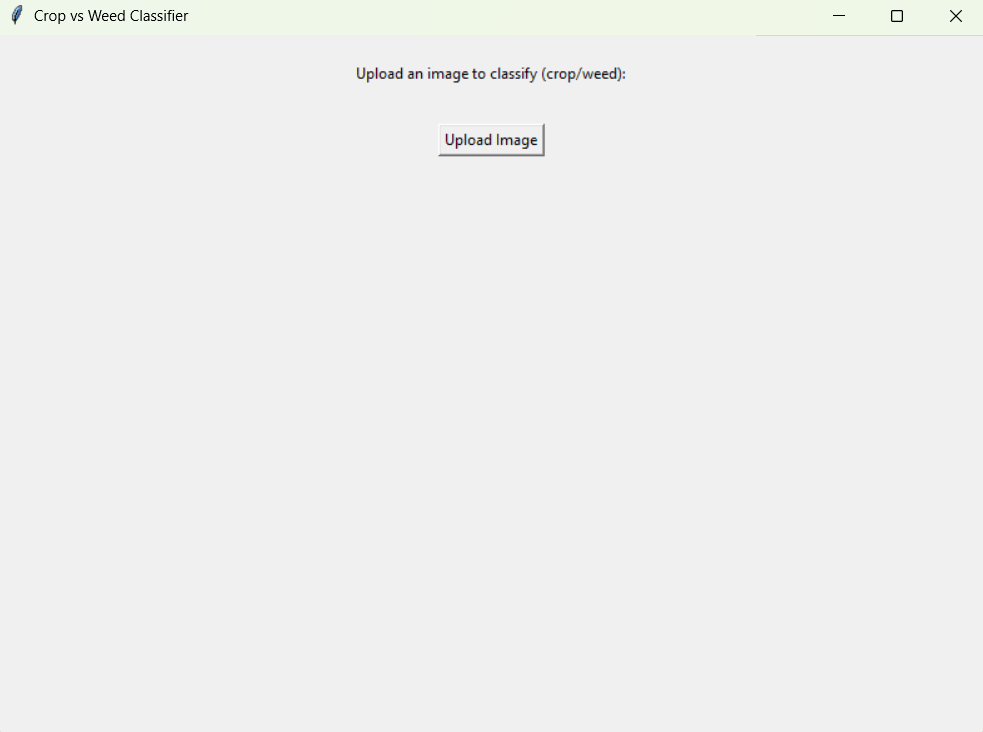 Crop vs Weed Classifier
Upload an image to classify (crop/weed):
Upload Image